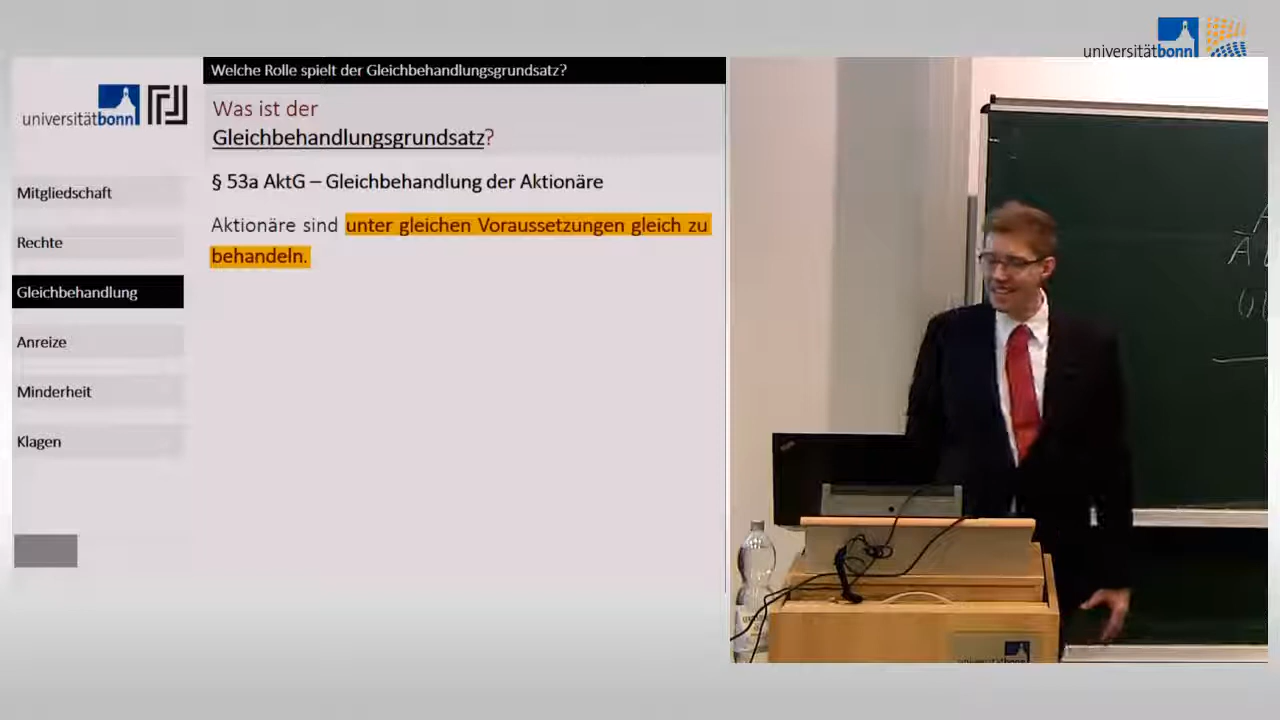 universitätbonn
Welche Rolle spielt der Gleichbehandlungsgrundsatz?
universitätbonn
Was ist der
Gleichbehandlungsgrundsatz?
§ 53a AktG – Gleichbehandlung der Aktionäre
Aktionäre sind unter gleichen Voraussetzungen gleich zu
behandeln.
Mitgliedschaft
Rechte
Gleichbehandlung
Anreize
Minderheit
Klagen
universitätbonn